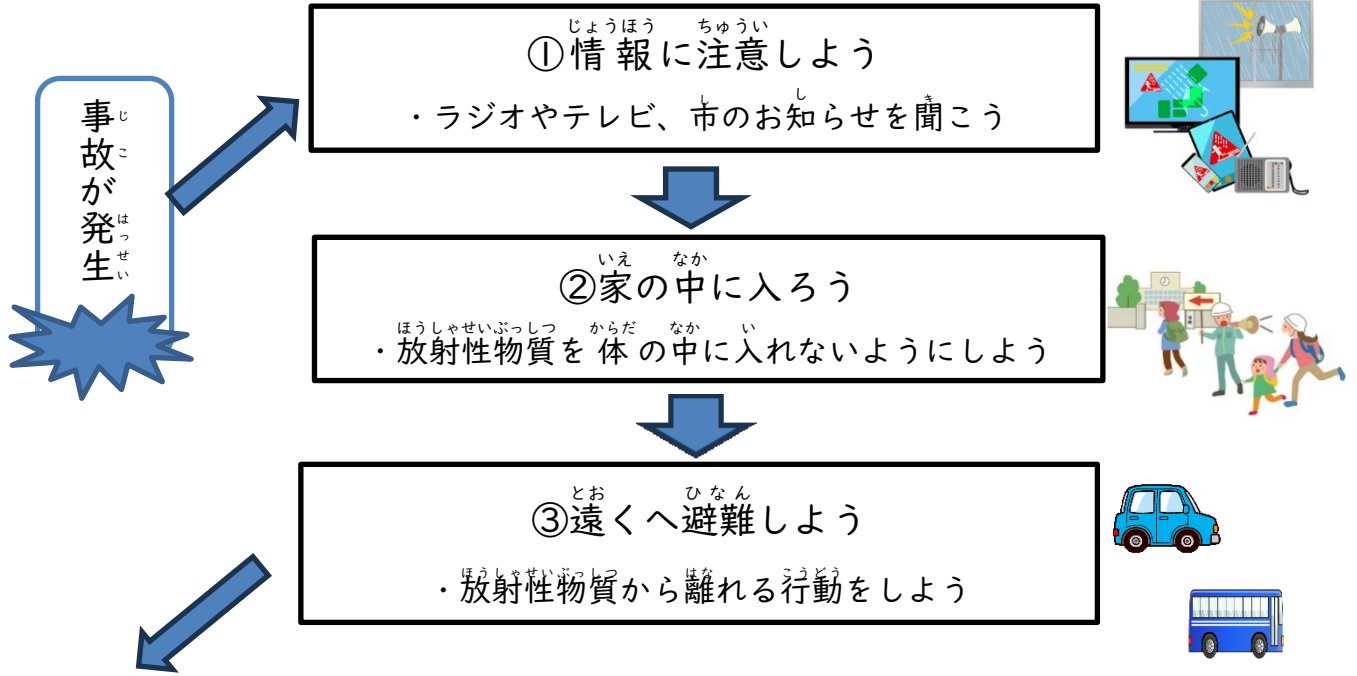 事故が発生
①情報に注意しよう
・ラジオやテレビ、市のお知らせを聞こう
②家の中に入ろう
・放射性物質を体の中に入れないようにしよう
③遠くへ避難しよう
・放射性物質から離れる行動をしよう